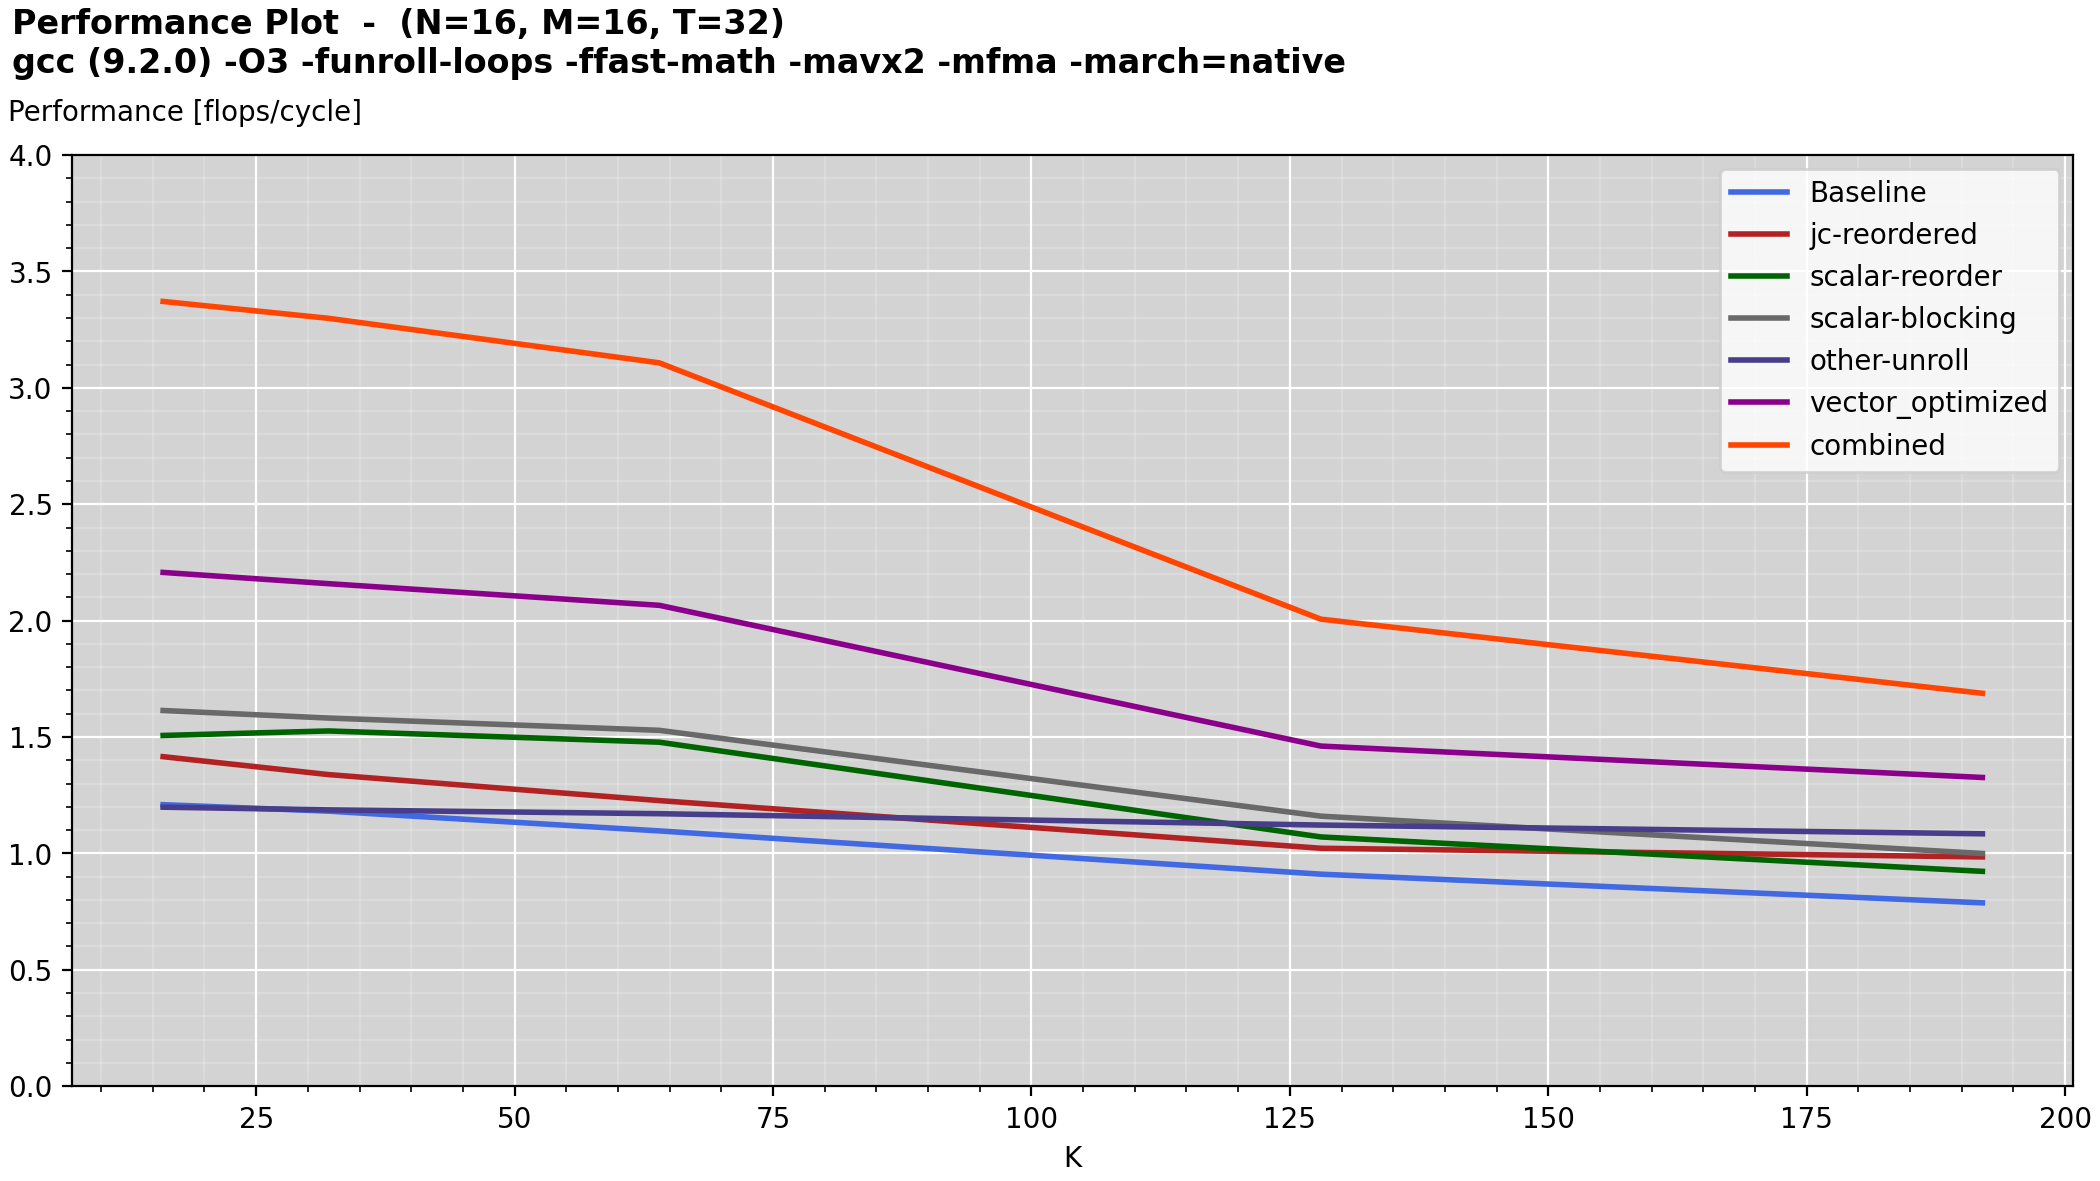 Performance Plot  -  (N=16, M=16, T=32)
gcc (9.2.0) -O3 -funroll-loops -ffast-math -mavx2 -mfma -march=native
Performance [flops/cycle]
4.0
3.5
3.0
2.5
2.0
1.5
1.0
0.5
0.0
Baseline
jc-reordered
scalar-reorder
scalar-blocking
other-unroll
vector_optimized
combined
25 50 75 100 125 150 175 200
K